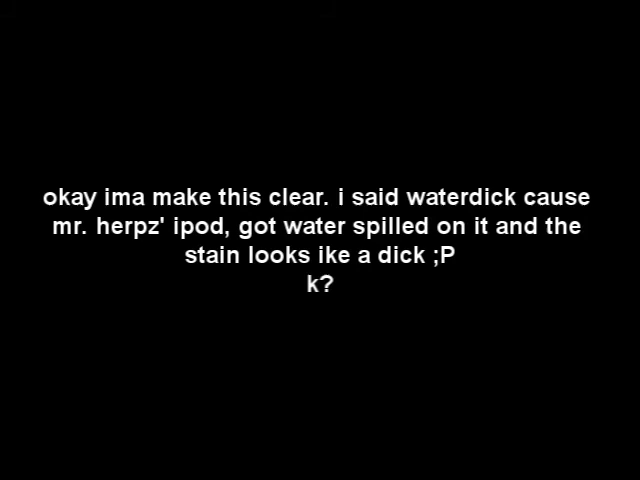 okay ima make this clear. i said waterdick cause
mr. herpz' ipod, got water spilled on it and the
stain looks ike a dick ;P
k?